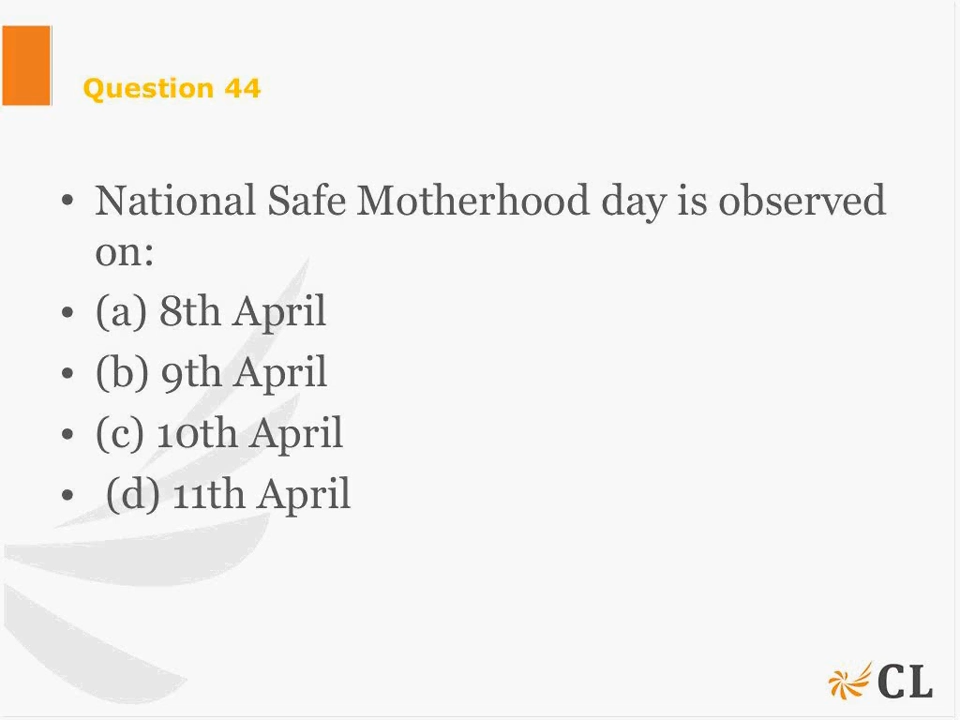 Question 44
• National Safe Motherhood day is observed
on:
• (a) 8th April
• (b) 9th April
• (c) 10th April
• (d) 11th April
CL